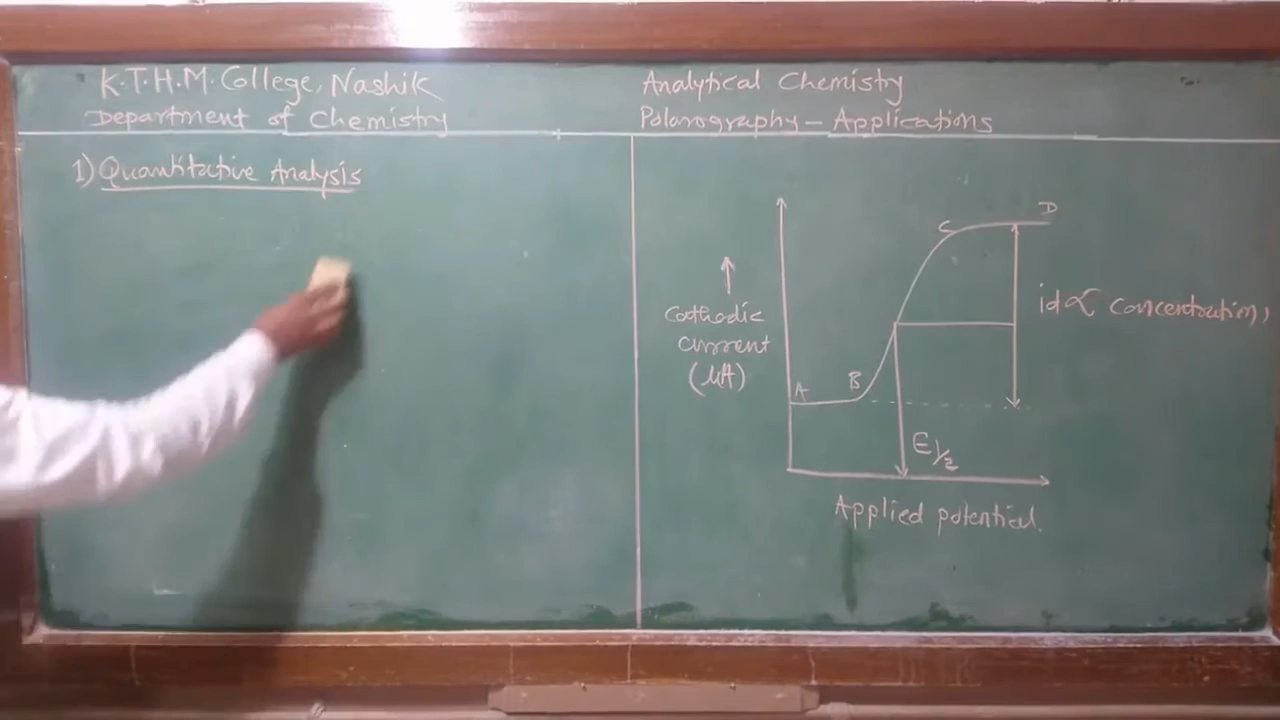 K.T.H.M. College, Nashik
Department of Chemistry
Analytical Chemistry
Polarography - Applications
1) Quantitative Analysis
A
B
C
D
Cathodic
current
(μA)
id ∝ concentration,
E1/2
Applied potential.